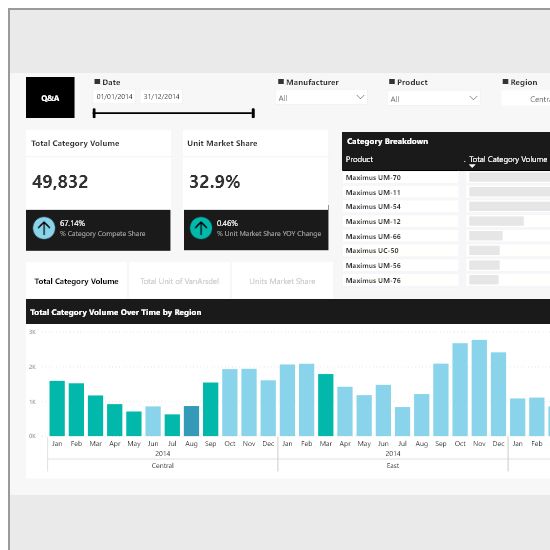 Q&A
Date
01/01/2014 31/12/2014
Manufacturer
All
Product
All
Region
Total Category Volume
49,832
67.14%
% Category Compete Share
Unit Market Share
32.9%
0.46%
% Unit Market Share YOY Change
Category Breakdown
Product Total Category Volume
Maximus UM-70
Maximus UM-11
Maximus UM-54
Maximus UM-12
Maximus UM-66
Maximus UC-50
Maximus UM-56
Maximus UM-76
Total Category Volume Total Unit of VanArsdel Units Market Share
Total Category Volume Over Time by Region
3K
2K
1K
0K
Jan Feb Mar Apr May Jun Jul Aug Sep Oct Nov Dec Jan Feb Mar Apr May Jun Jul Aug Sep Oct Nov Dec Jan Feb
2014 2014
Central East